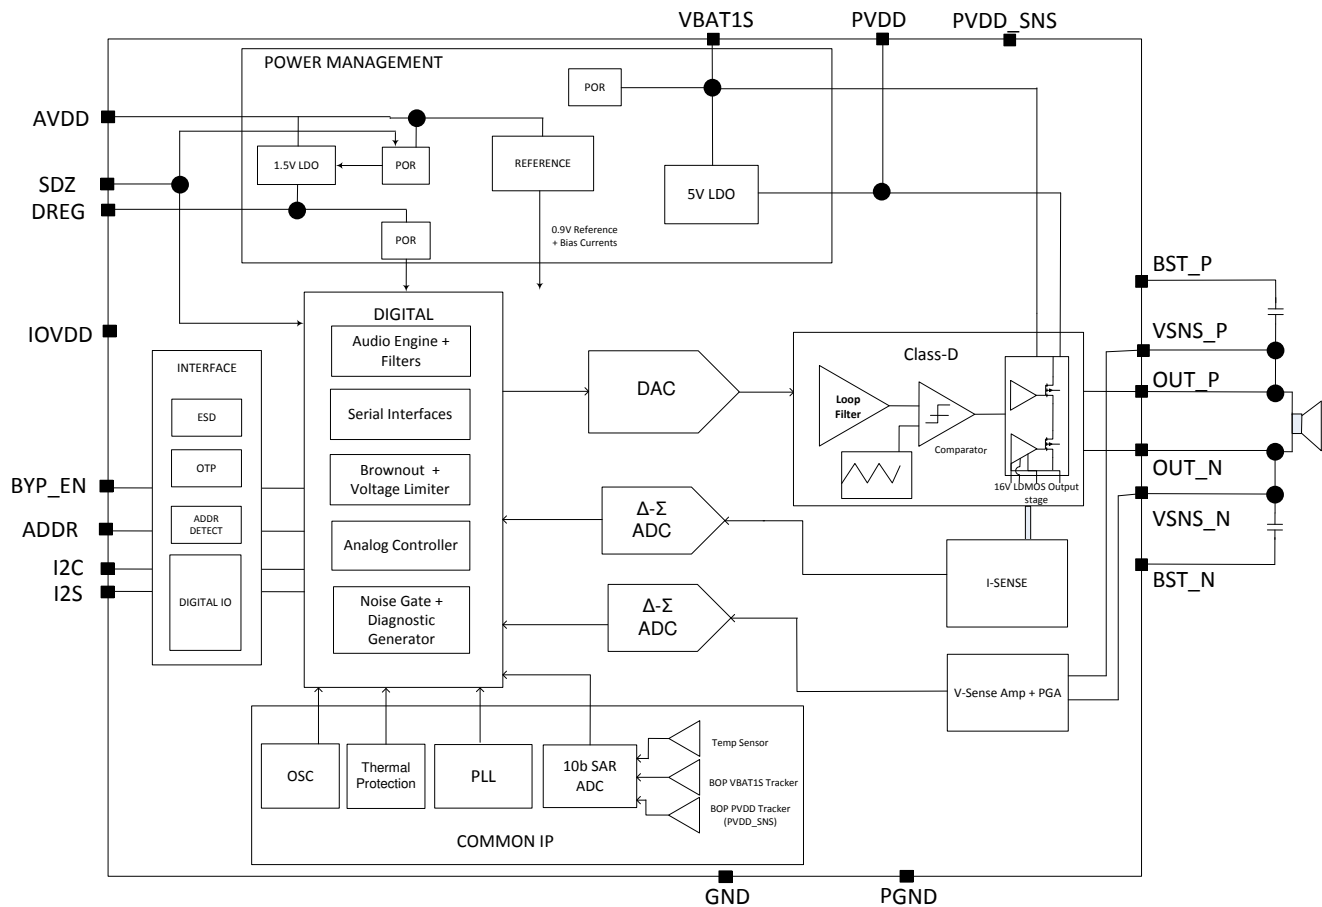 VBAT1S
PVDD
PVDD_SNS
POWER MANAGEMENT
POR
AVDD
1.5V LDO
POR
REFERENCE
SDZ
5V LDO
DREG
POR
0.9V Reference
+ Bias Currents
BST_P
DIGITAL
IOVDD
VSNS_P
Audio Engine +
Filters
INTERFACE
Class-D
DAC
OUT_P
Loop
Filter
ESD
Serial Interfaces
Comparator
OTP
Brownout +
Voltage Limiter
OUT_N
BYP_EN
16V LDMOS Output
stage
VSNS_N
ADDR
ADDR
DETECT
Δ-Σ
ADC
Analog Controller
I2C
I2S
BST_N
I-SENSE
DIGITAL IO
Noise Gate +
Diagnostic
Generator
Δ-Σ
ADC
V-Sense Amp + PGA
OSC
Thermal
Protection
PLL
10b SAR
ADC
Temp Sensor
BOP VBAT1S Tracker
BOP PVDD Tracker
(PVDD_SNS)
COMMON IP
GND
PGND